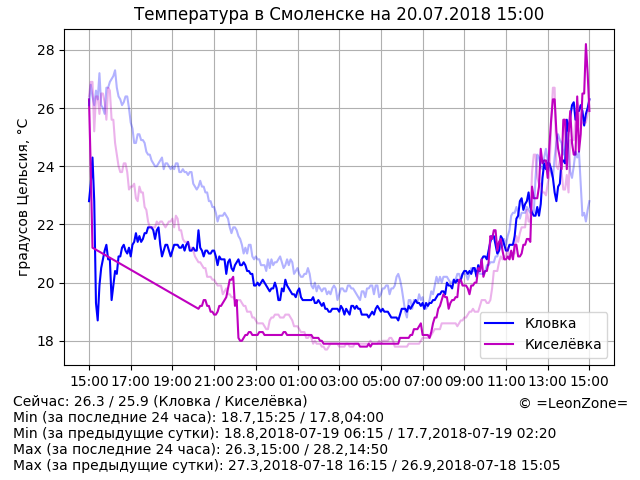 Температура в Смоленске на 20.07.2018 15:00
28
26
24
22
20
18
градусов Цельсия, °C
Кловка
Киселёвка
15:00 17:00 19:00 21:00 23:00 01:00 03:00 05:00 07:00 09:00 11:00 13:00 15:00
Сейчас: 26.3 / 25.9 (Кловка / Киселёвка)
© =LeonZone=
Min (за последние 24 часа): 18.7,15:25 / 17.8,04:00
Min (за предыдущие сутки): 18.8,2018-07-19 06:15 / 17.7,2018-07-19 02:20
Max (за последние 24 часа): 26.3,15:00 / 28.2,14:50
Max (за предыдущие сутки): 27.3,2018-07-18 16:15 / 26.9,2018-07-18 15:05